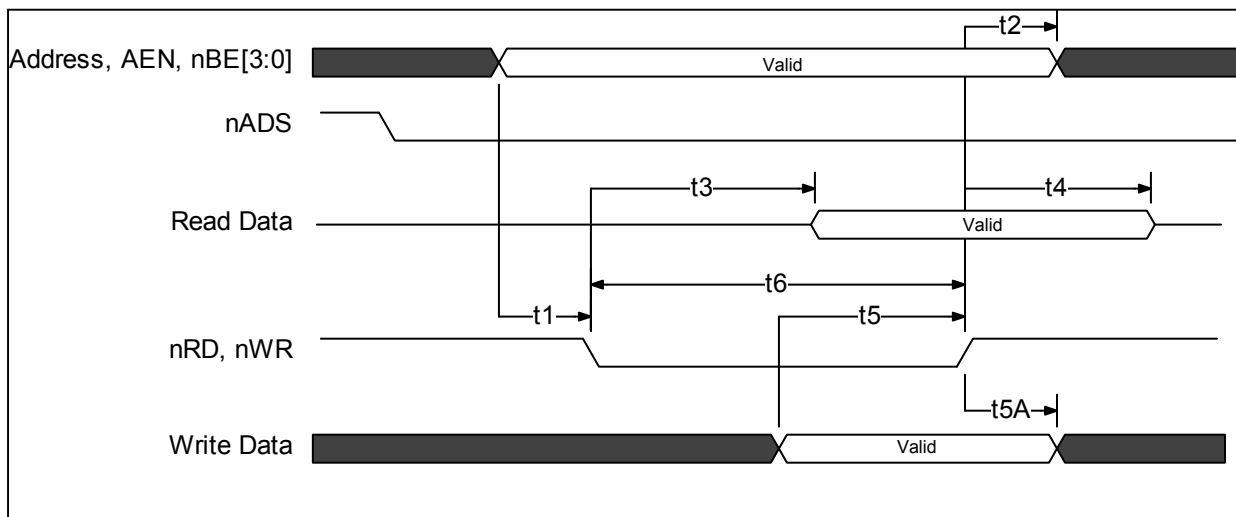 t2
Address, AEN, nBE[3:0] Valid
nADS
t3 t4
Read Data Valid
t6
t1 t5
nRD, nWR
t5A
Write Data Valid